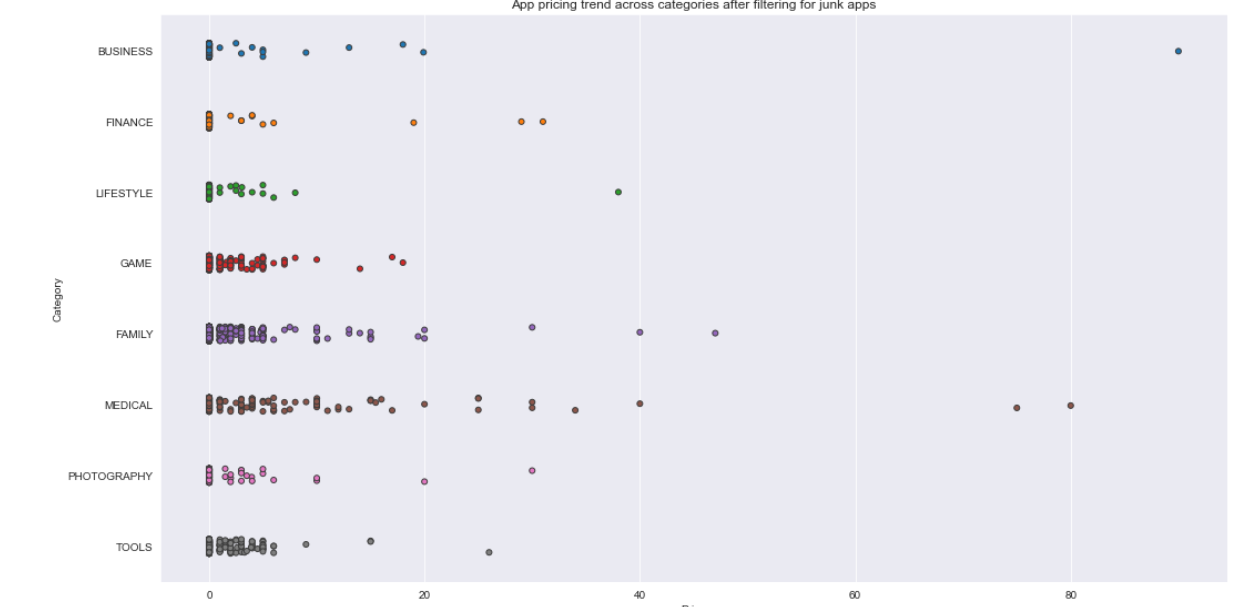 App pricing trend across categories after filtering for junk apps
BUSINESS
FINANCE
LIFESTYLE
GAME
Category
FAMILY
MEDICAL
PHOTOGRAPHY
TOOLS
0 20 40 60 80